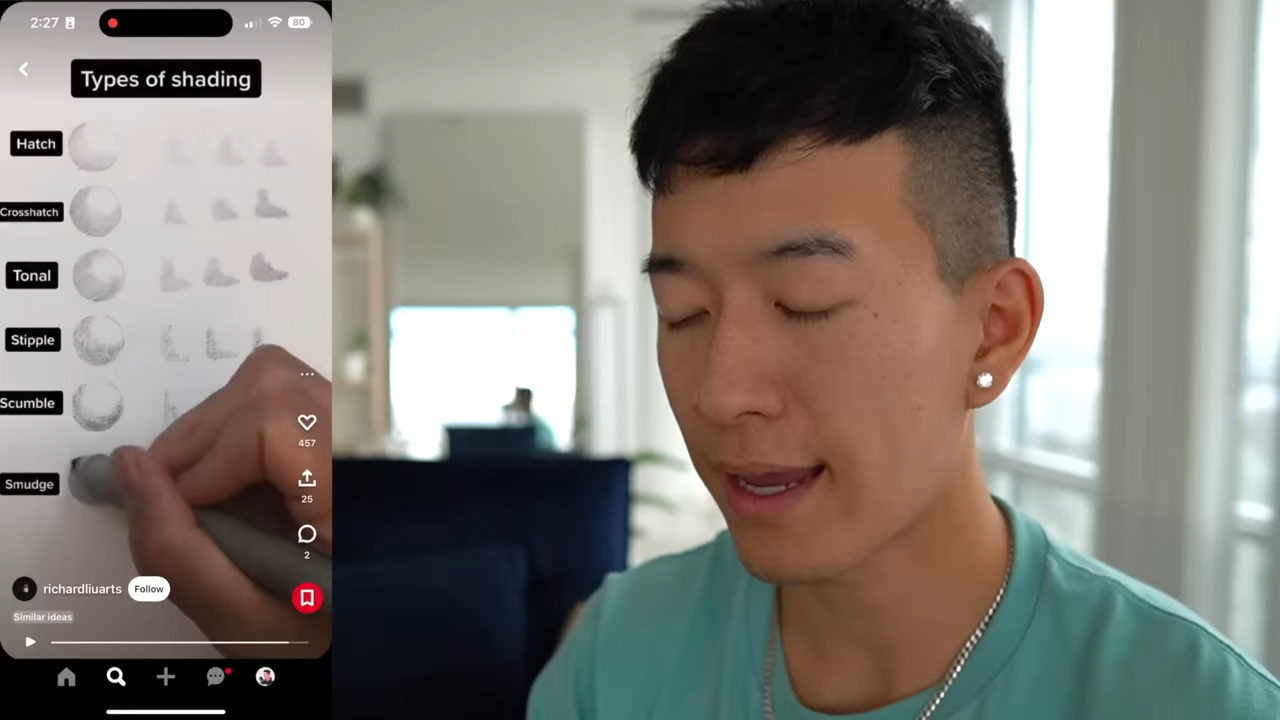 2:27
80
Types of shading
Hatch
Crosshatch
Tonal
Stipple
Scumble
Smudge
457
25
2
richardliuarts
Follow
Similar ideas